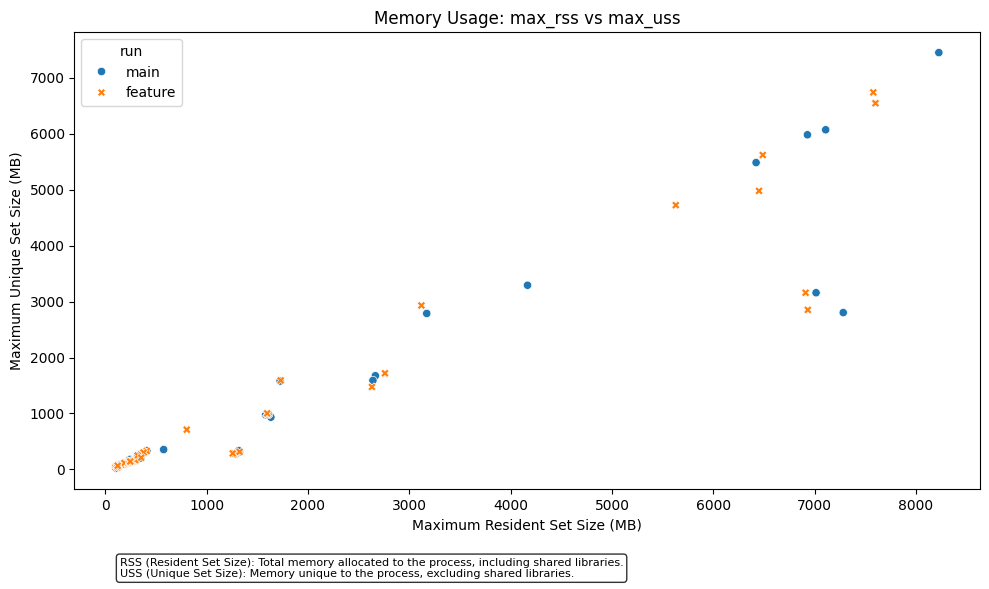 Memory Usage: max_rss vs max_uss
run
main
feature
Maximum Unique Set Size (MB)
7000
6000
5000
4000
3000
2000
1000
0
0 1000 2000 3000 4000 5000 6000 7000 8000
Maximum Resident Set Size (MB)
RSS (Resident Set Size): Total memory allocated to the process, including shared libraries.
USS (Unique Set Size): Memory unique to the process, excluding shared libraries.